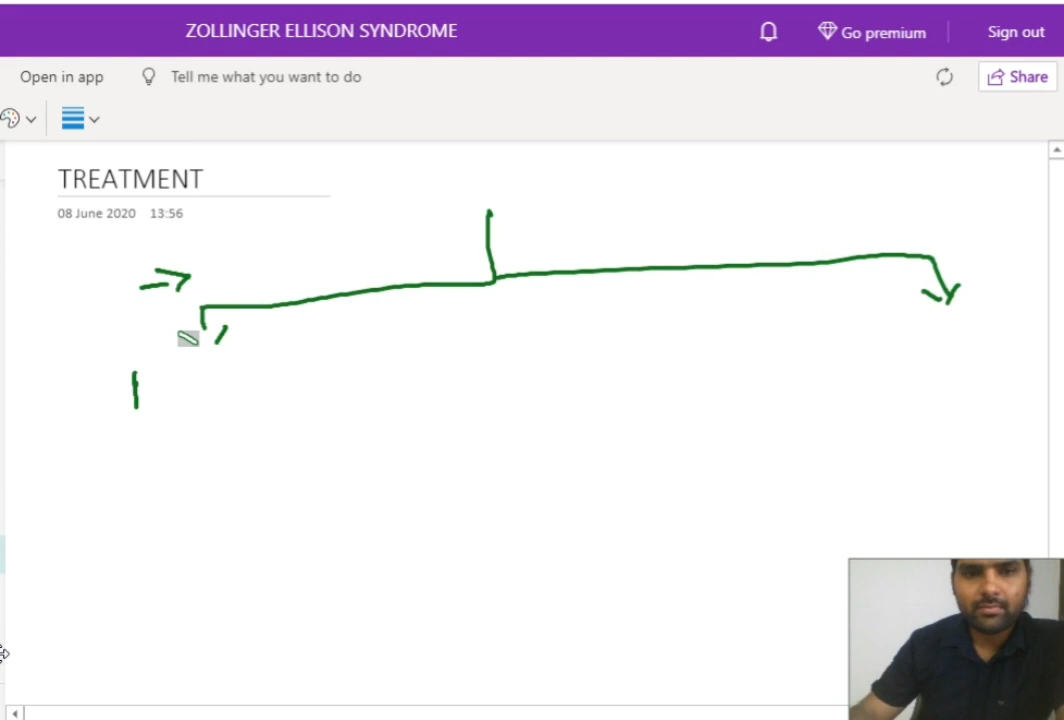 ZOLLINGER ELLISON SYNDROME
Go premium
Sign out
Open in app
Tell me what you want to do
Share
TREATMENT
08 June 2020 13:56